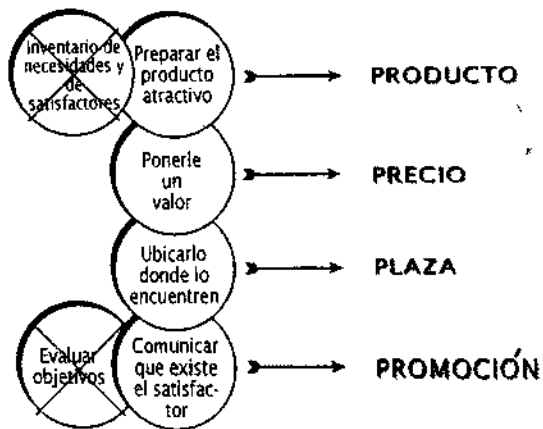 Inventario de
necesidades y
de
satisfactores
Preparar el
producto
atractivo
PRODUCTO
Ponerle
un
valor
PRECIO
Ubicarlo
donde lo
encuentren
PLAZA
Evaluar
objetivos
Comunicar
que existe
el satisfac-
tor
PROMOCIÓN